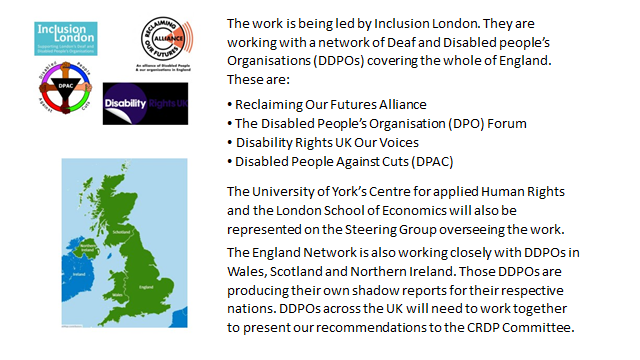 Inclusion
London
Supporting London's Deaf and
Disabled People's Organisations
RECLAIMING
ALLIANCE
OUR FUTURES
An alliance of Disabled People
& our organisations in England
Disabled People
DPAC
Against Cuts
Disability Rights UK
The work is being led by Inclusion London. They are
working with a network of Deaf and Disabled people's
Organisations (DDPOs) covering the whole of England.
These are:
• Reclaiming Our Futures Alliance
• The Disabled People's Organisation (DPO) Forum
• Disability Rights UK Our Voices
• Disabled People Against Cuts (DPAC)
The University of York's Centre for applied Human Rights
and the London School of Economics will also be
represented on the Steering Group overseeing the work.
The England Network is also working closely with DDPOs in
Wales, Scotland and Northern Ireland. Those DDPOs are
producing their own shadow reports for their respective
nations. DDPOs across the UK will need to work together
to present our recommendations to the CRDP Committee.
Scotland
Northern
Ireland
Ireland
Wales
England